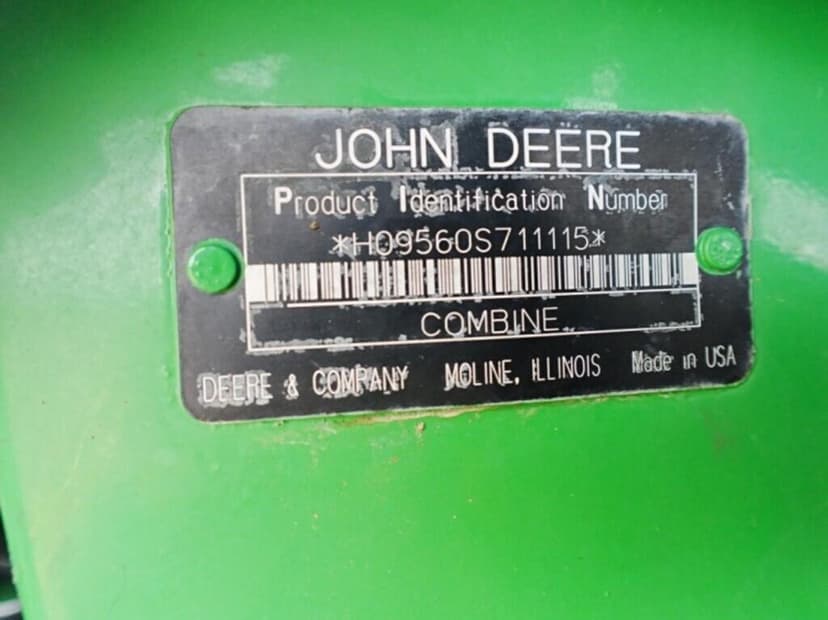 JOHN DEERE
Product Identification Number
*H09560S711115*
COMBINE
DEERE & COMPANY MOLINE, ILLINOIS Made in USA